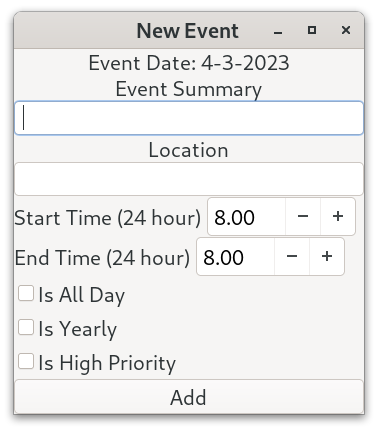 New Event
Event Date: 4-3-2023
Event Summary
Location
Start Time (24 hour) 8.00 − +
End Time (24 hour) 8.00 − +
Is All Day
Is Yearly
Is High Priority
Add